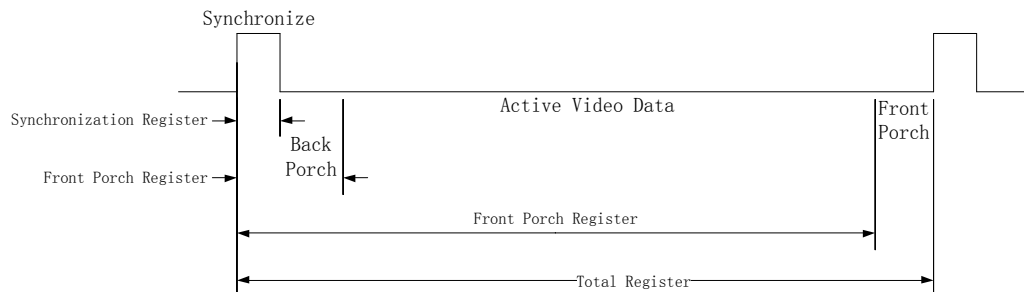 Synchronize
Active Video Data
Front
Porch
Synchronization Register
Back
Porch
Front Porch Register
Front Porch Register
Total Register